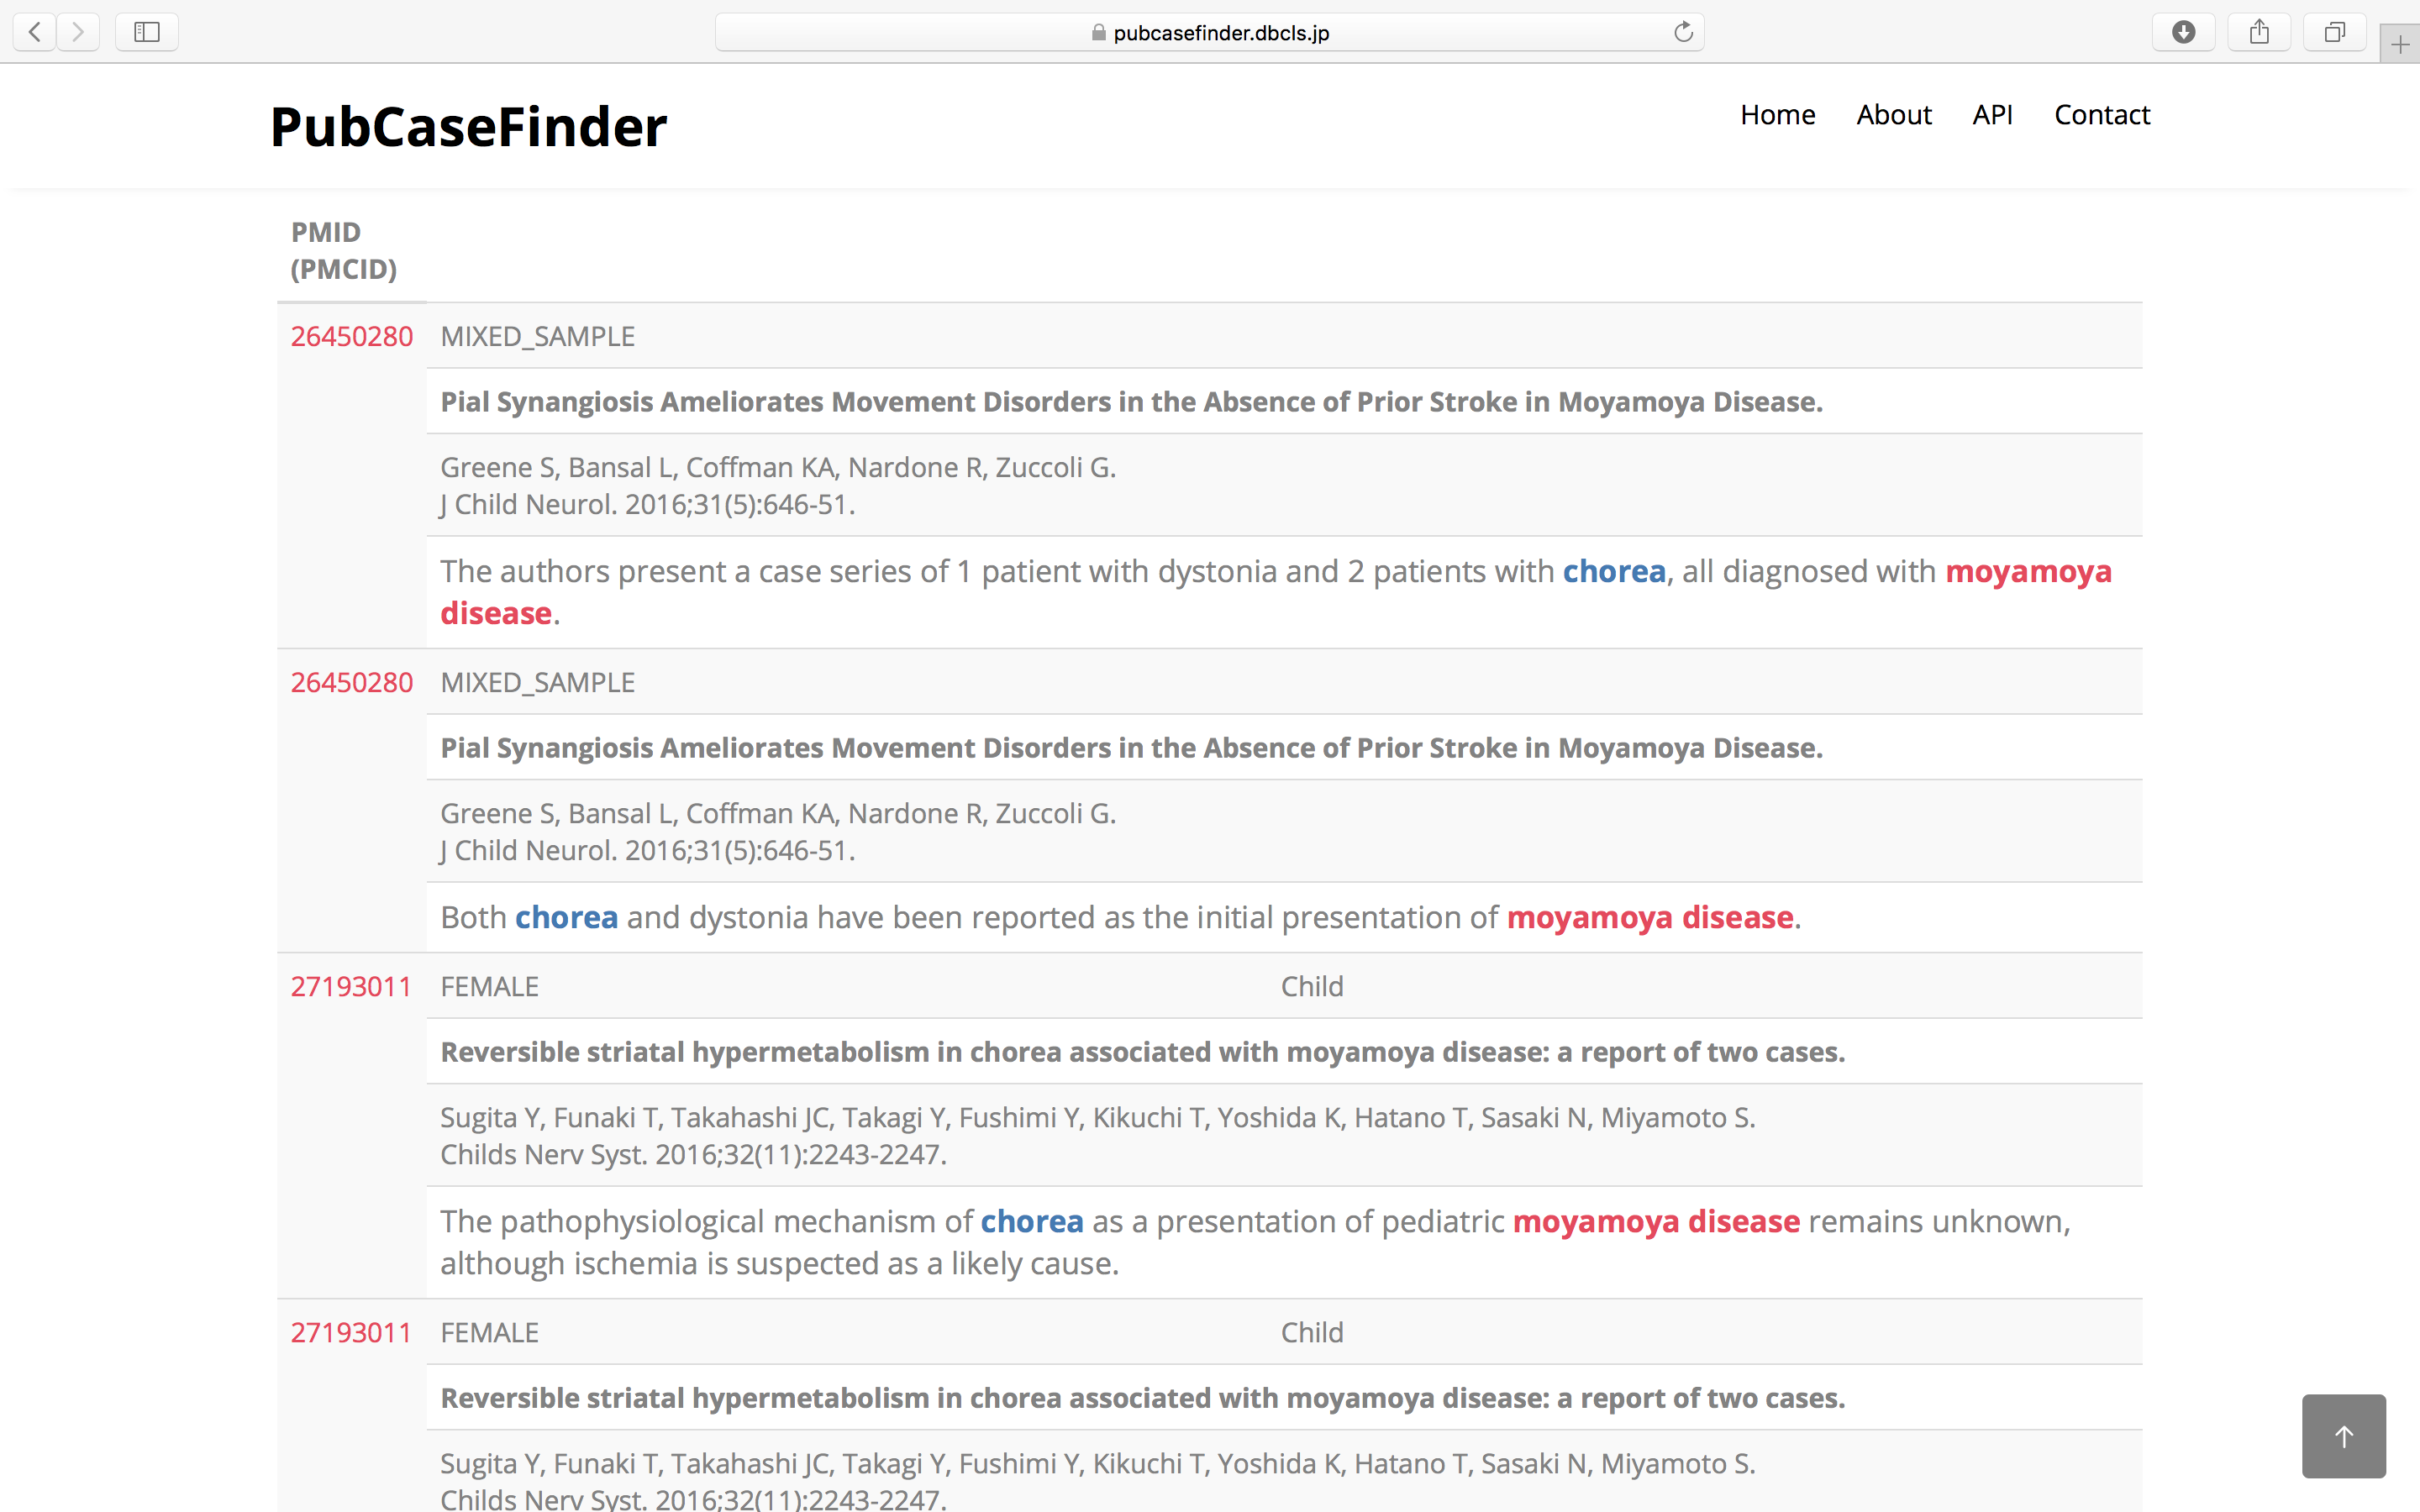 pubcasefinder.dbcls.jp
PubCaseFinder
Home About API Contact
PMID
(PMCID)
26450280 MIXED_SAMPLE
Pial Synangiosis Ameliorates Movement Disorders in the Absence of Prior Stroke in Moyamoya Disease.
Greene S, Bansal L, Coffman KA, Nardone R, Zuccoli G.
J Child Neurol. 2016;31(5):646-51.
The authors present a case series of 1 patient with dystonia and 2 patients with chorea, all diagnosed with moyamoya
disease.
26450280 MIXED_SAMPLE
Pial Synangiosis Ameliorates Movement Disorders in the Absence of Prior Stroke in Moyamoya Disease.
Greene S, Bansal L, Coffman KA, Nardone R, Zuccoli G.
J Child Neurol. 2016;31(5):646-51.
Both chorea and dystonia have been reported as the initial presentation of moyamoya disease.
27193011 FEMALE Child
Reversible striatal hypermetabolism in chorea associated with moyamoya disease: a report of two cases.
Sugita Y, Funaki T, Takahashi JC, Takagi Y, Fushimi Y, Kikuchi T, Yoshida K, Hatano T, Sasaki N, Miyamoto S.
Childs Nerv Syst. 2016;32(11):2243-2247.
The pathophysiological mechanism of chorea as a presentation of pediatric moyamoya disease remains unknown,
although ischemia is suspected as a likely cause.
27193011 FEMALE Child
Reversible striatal hypermetabolism in chorea associated with moyamoya disease: a report of two cases.
Sugita Y, Funaki T, Takahashi JC, Takagi Y, Fushimi Y, Kikuchi T, Yoshida K, Hatano T, Sasaki N, Miyamoto S.
Childs Nerv Syst. 2016;32(11):2243-2247.